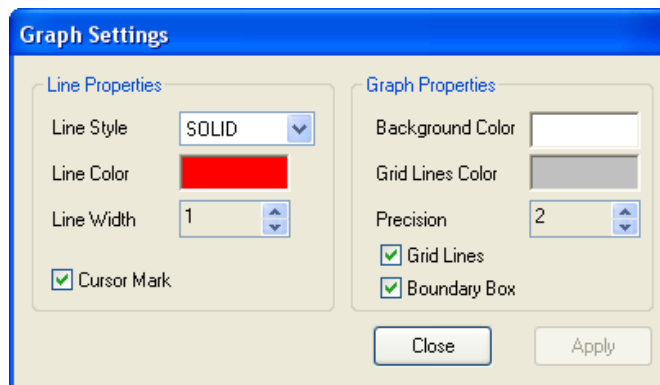 Graph Settings
Line Properties
Line Style SOLID
Line Color
Line Width 1
Cursor Mark
Graph Properties
Background Color
Grid Lines Color
Precision 2
Grid Lines
Boundary Box
Close Apply